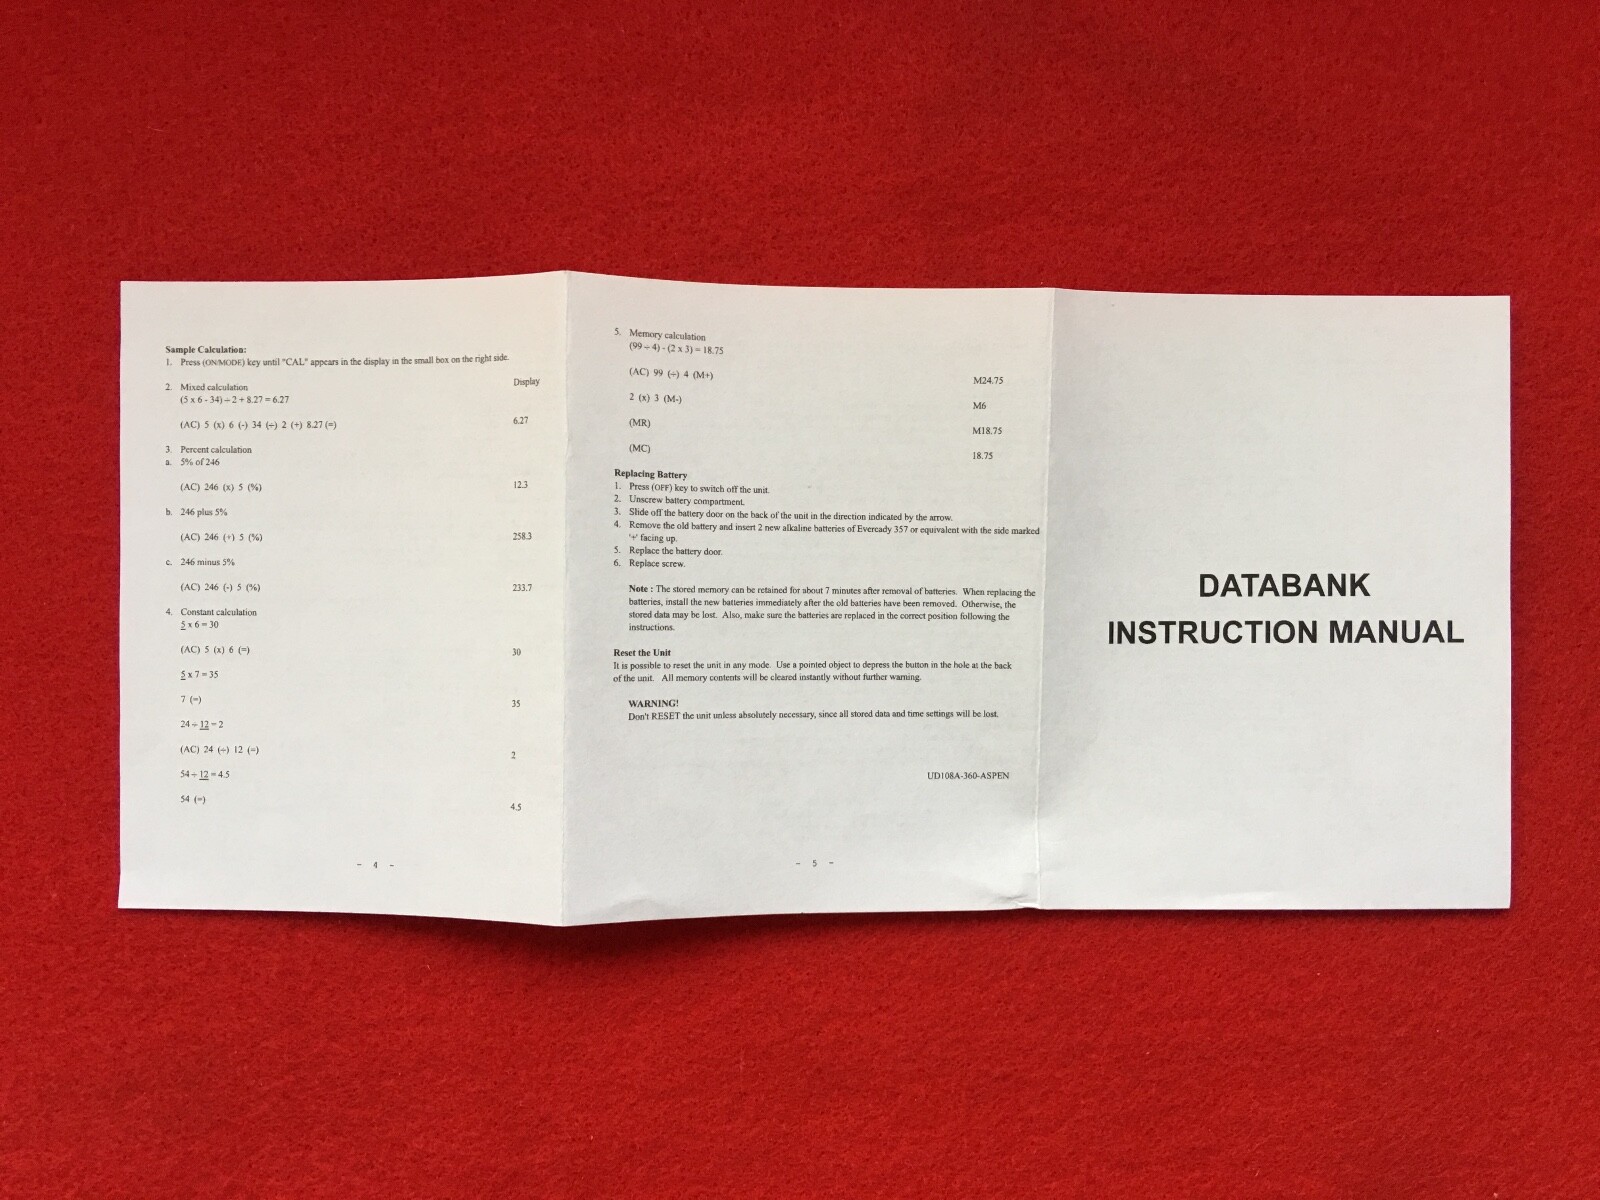 Sample Calculation:
1. Press (ON/MODE) key until "CAL" appears in the display in the small box on the right side.
Display
2. Mixed calculation
(5 x 6 - 34) ÷ 2 + 8.27 = 6.27
(AC) 5 (x) 6 (-) 34 (÷) 2 (+) 8.27 (=) 6.27
3. Percent calculation
a. 5% of 246
(AC) 246 (x) 5 (%) 12.3
b. 246 plus 5%
(AC) 246 (+) 5 (%) 258.3
c. 246 minus 5%
(AC) 246 (-) 5 (%) 233.7
4. Constant calculation
5 x 6 = 30
(AC) 5 (x) 6 (=) 30
5 x 7 = 35
7 (=) 35
24 ÷ 12 = 2
(AC) 24 (÷) 12 (=) 2
54 ÷ 12 = 4.5
54 (=) 4.5
- 4 -
5. Memory calculation
(99 ÷ 4) - (2 x 3) = 18.75
(AC) 99 (÷) 4 (M+) M24.75
2 (x) 3 (M-) M6
(MR) M18.75
(MC) 18.75
Replacing Battery
1. Press (OFF) key to switch off the unit.
2. Unscrew battery compartment.
3. Slide off the battery door on the back of the unit in the direction indicated by the arrow.
4. Remove the old battery and insert 2 new alkaline batteries of Eveready 357 or equivalent with the side marked
'+' facing up.
5. Replace the battery door.
6. Replace screw.
Note : The stored memory can be retained for about 7 minutes after removal of batteries. When replacing the
batteries, install the new batteries immediately after the old batteries have been removed. Otherwise, the
stored data may be lost. Also, make sure the batteries are replaced in the correct position following the
instructions.
Reset the Unit
It is possible to reset the unit in any mode. Use a pointed object to depress the button in the hole at the back
of the unit. All memory contents will be cleared instantly without further warning.
WARNING!
Don't RESET the unit unless absolutely necessary, since all stored data and time settings will be lost.
UD108A-360-ASPEN
- 5 -
DATABANK
INSTRUCTION MANUAL